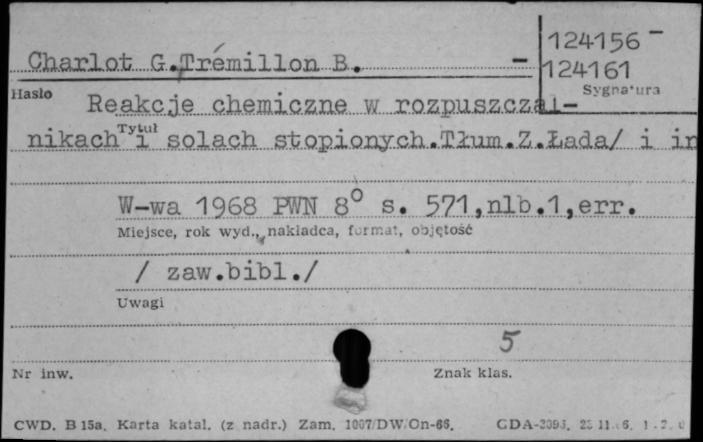 124156 -
Charlot G.Trémillon B. -
124161
Hasło
Sygnatura
Reakcje chemiczne w rozpuszczal-
Tytuł
nikach i solach stopionych.Tłum.Z.Łada/ i in
W-wa 1968 PWN 8° s. 571,nlb.1,err.
Miejsce, rok wyd., nakładca, format, objętość
/ zaw.bibl./
Uwagi
5
Nr inw.
Znak klas.
CWD. B 15a. Karta katal. (z nadr.) Zam. 1007/DW/On-66.